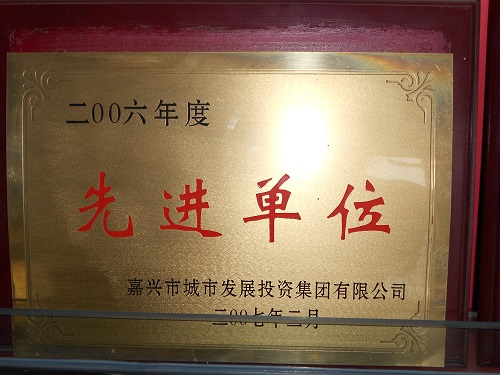 二00六年度
先进单位
嘉兴市城市发展投资集团有限公司
二00七年二月